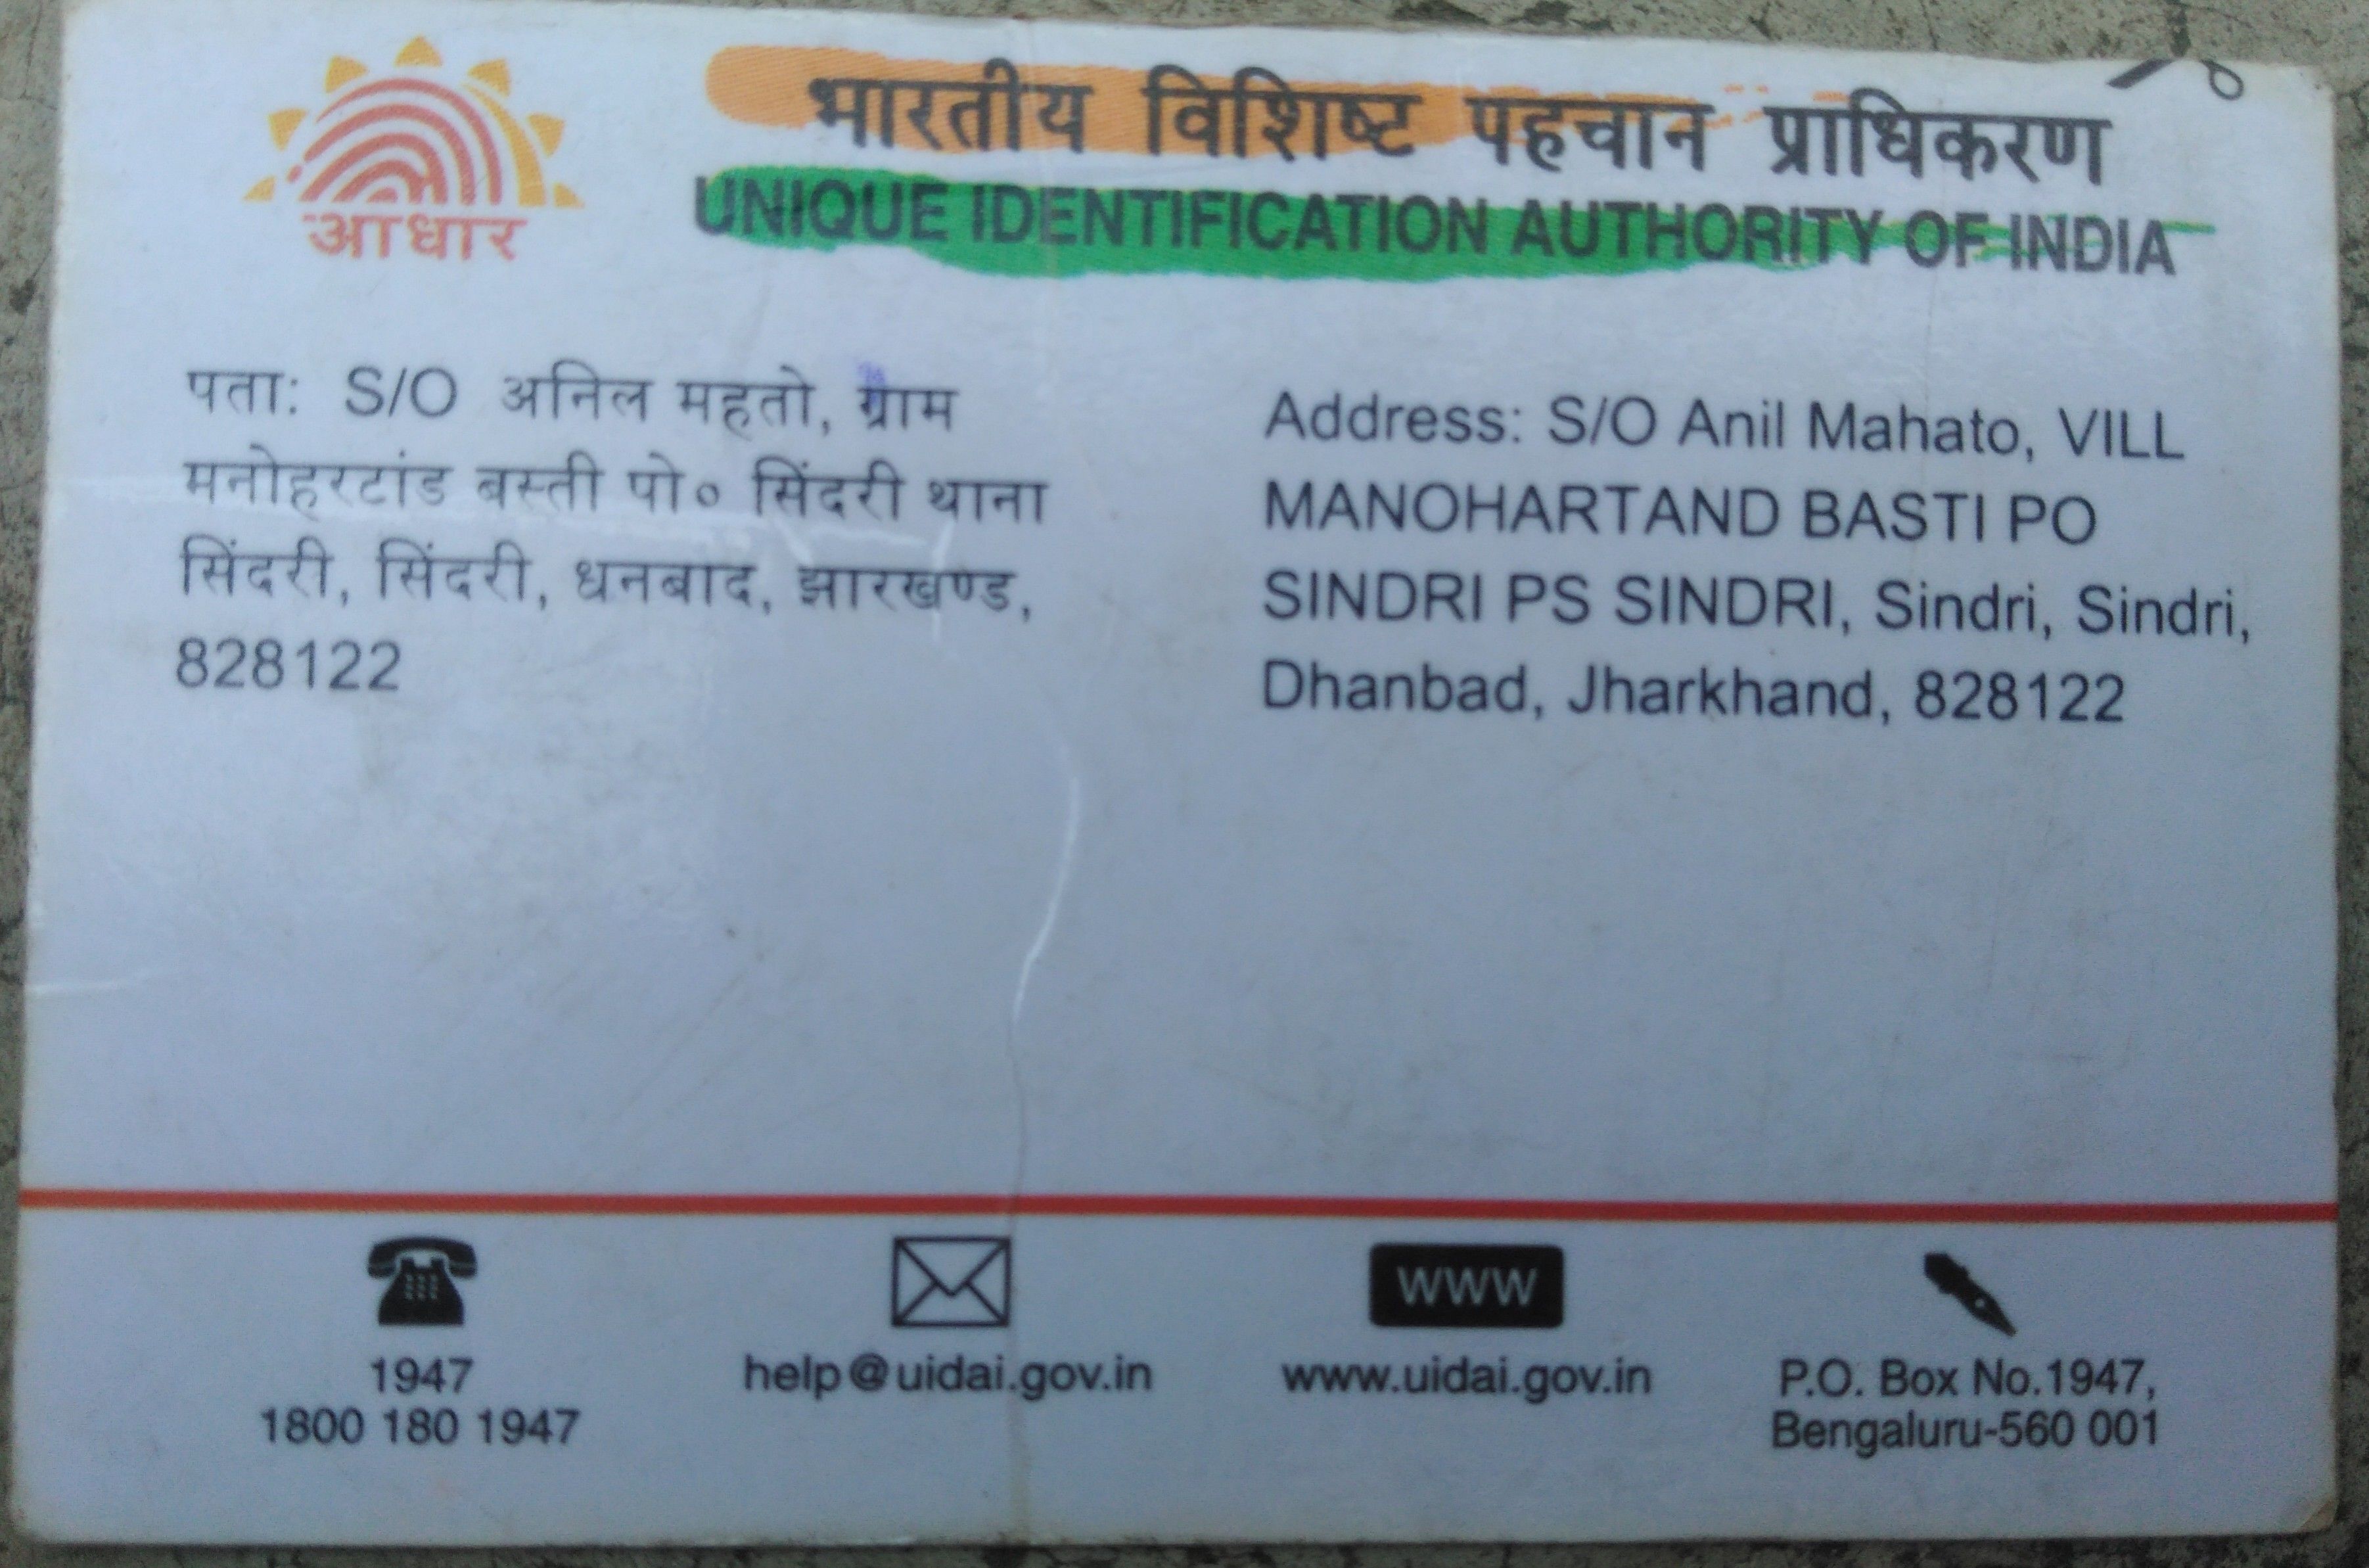 आधार
भारतीय विशिष्ट पहचान प्राधिकरण
UNIQUE IDENTIFICATION AUTHORITY OF INDIA
पताः S/O अनिल महतो, ग्राम
मनोहरटांड बस्ती पो० सिंदरी थाना
सिंदरी, सिंदरी, धनबाद, झारखण्ड,
828122
Address: S/O Anil Mahato, VILL
MANOHARTAND BASTI PO
SINDRI PS SINDRI, Sindri, Sindri,
Dhanbad, Jharkhand, 828122
1947
1800 180 1947
help@uidai.gov.in
WWW
www.uidai.gov.in
P.O. Box No.1947,
Bengaluru-560 001